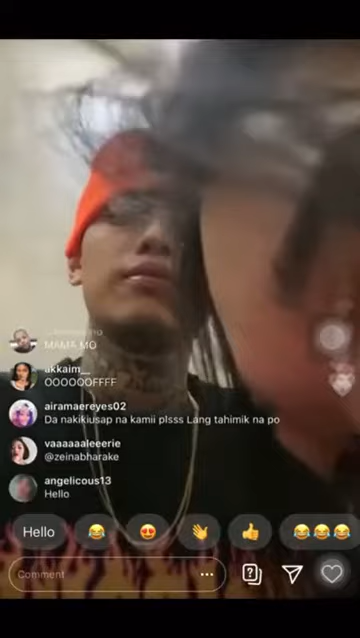 MAMA MO
akkaim__
OOOOOOFFFF
airamaereyes02
Da nakikiusap na kamii plsss Lang tahimik na po
vaaaaaleeerie
@zeinabharake
angelicous13
Hello
Hello
Comment